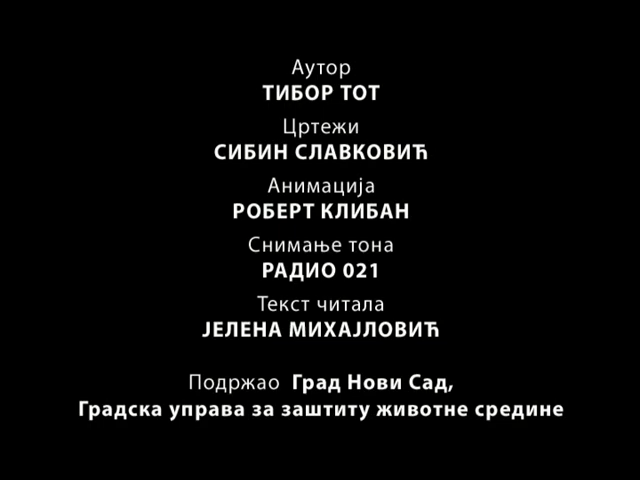 Аутор
ТИБОР ТОТ
Цртежи
СИБИН СЛАВКОВИЋ
Анимација
РОБЕРТ КЛИБАН
Снимање тона
РАДИО 021
Текст читала
ЈЕЛЕНА МИХАЈЛОВИЋ
Подржао Град Нови Сад,
Градска управа за заштиту животне средине